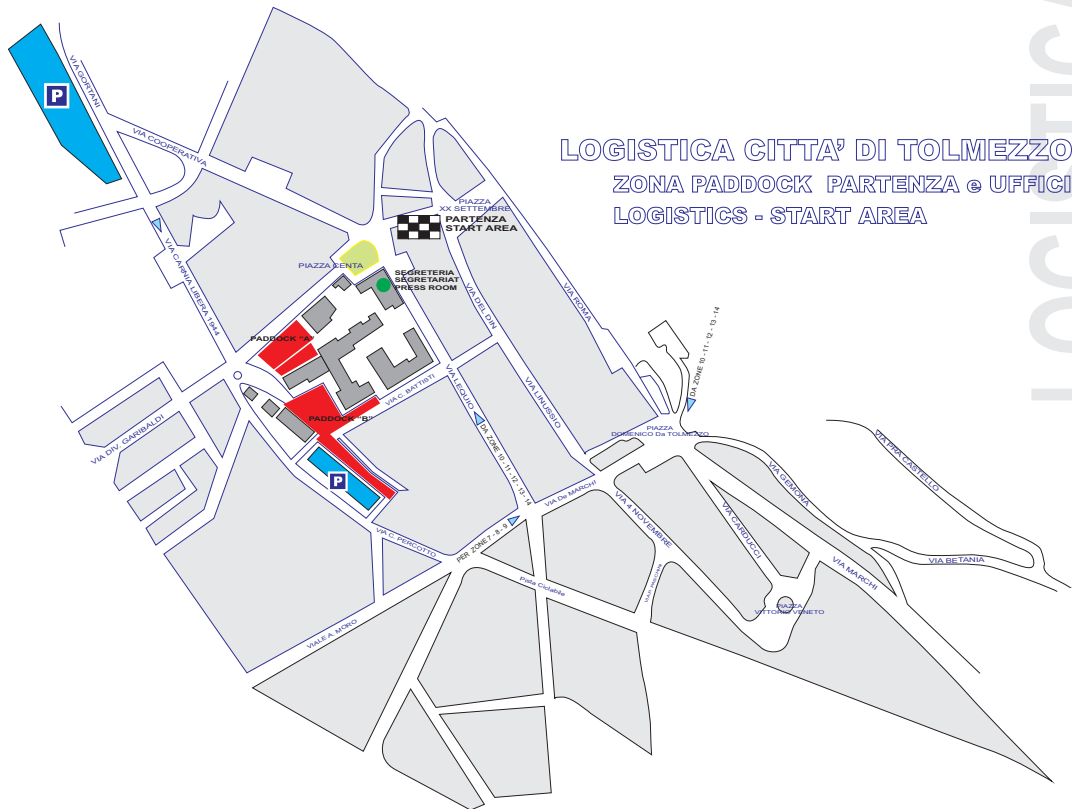 LOGISTICA
LOGISTICA CITTA' DI TOLMEZZO
ZONA PADDOCK PARTENZA e UFFICI
LOGISTICS - START AREA
P
VIA GORTANI
VIA COOPERATIVA
VIA CARNIA LIBERA 1944
PIAZZA
XX SETTEMBRE
PARTENZA
START AREA
PIAZZA CENTA
SEGRETERIA
SEGRETARIAT
PRESS ROOM
VIA DEL DIN
VIA ROMA
PADDOCK "A"
PADDOCK "B"
VIA C. BATTISTI
VIA LEQUIO
VIA LINUSSIO
DA ZONE 10 - 11 - 12 - 13 - 14
DA ZONE 10 - 11 - 12 - 13 - 14
PIAZZA
DOMENICO Da TOLMEZZO
VIA DIV. GARIBALDI
P
VIA C. PERCOTTO
PER ZONE 7 - 8 - 9
VIA De MARCHI
VIA 4 NOVEMBRE
VIA CARDUCCI
VIA GEMONA
VIA PRA CASTELLO
VIA BETANIA
VIA MARCHI
PIAZZA
VITTORIO VENETO
Pista Ciclabile
VIALE A. MORO